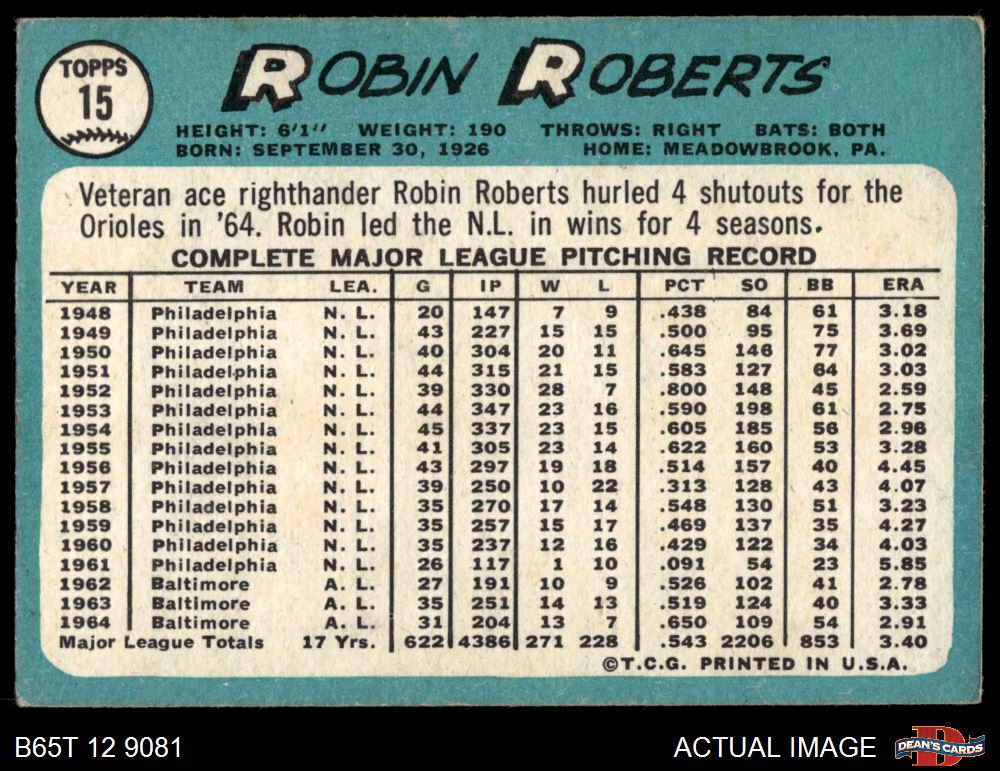 TOPPS
15
ROBIN ROBERTS
HEIGHT: 6'1" WEIGHT: 190 THROWS: RIGHT BATS: BOTH
BORN: SEPTEMBER 30, 1926 HOME: MEADOWBROOK, PA.
Veteran ace righthander Robin Roberts hurled 4 shutouts for the
Orioles in '64. Robin led the N.L. in wins for 4 seasons.
COMPLETE MAJOR LEAGUE PITCHING RECORD
YEAR TEAM LEA. G IP W L PCT SO BB ERA
1948 Philadelphia N. L. 20 147 7 9 .438 84 61 3.18
1949 Philadelphia N. L. 43 227 15 15 .500 95 75 3.69
1950 Philadelphia N. L. 40 304 20 11 .645 146 77 3.02
1951 Philadelphia N. L. 44 315 21 15 .583 127 64 3.03
1952 Philadelphia N. L. 39 330 28 7 .800 148 45 2.59
1953 Philadelphia N. L. 44 347 23 16 .590 198 61 2.75
1954 Philadelphia N. L. 45 337 23 15 .605 185 56 2.96
1955 Philadelphia N. L. 41 305 23 14 .622 160 53 3.28
1956 Philadelphia N. L. 43 297 19 18 .514 157 40 4.45
1957 Philadelphia N. L. 39 250 10 22 .313 128 43 4.07
1958 Philadelphia N. L. 35 270 17 14 .548 130 51 3.23
1959 Philadelphia N. L. 35 257 15 17 .469 137 35 4.27
1960 Philadelphia N. L. 35 237 12 16 .429 122 34 4.03
1961 Philadelphia N. L. 26 117 1 10 .091 54 23 5.85
1962 Baltimore A. L. 27 191 10 9 .526 102 41 2.78
1963 Baltimore A. L. 35 251 14 13 .519 124 40 3.33
1964 Baltimore A. L. 31 204 13 7 .650 109 54 2.91
Major League Totals 17 Yrs. 622 4386 271 228 .543 2206 853 3.40
©T.C.G. PRINTED IN U.S.A.
B65T 12 9081 ACTUAL IMAGE DEAN'S CARDS